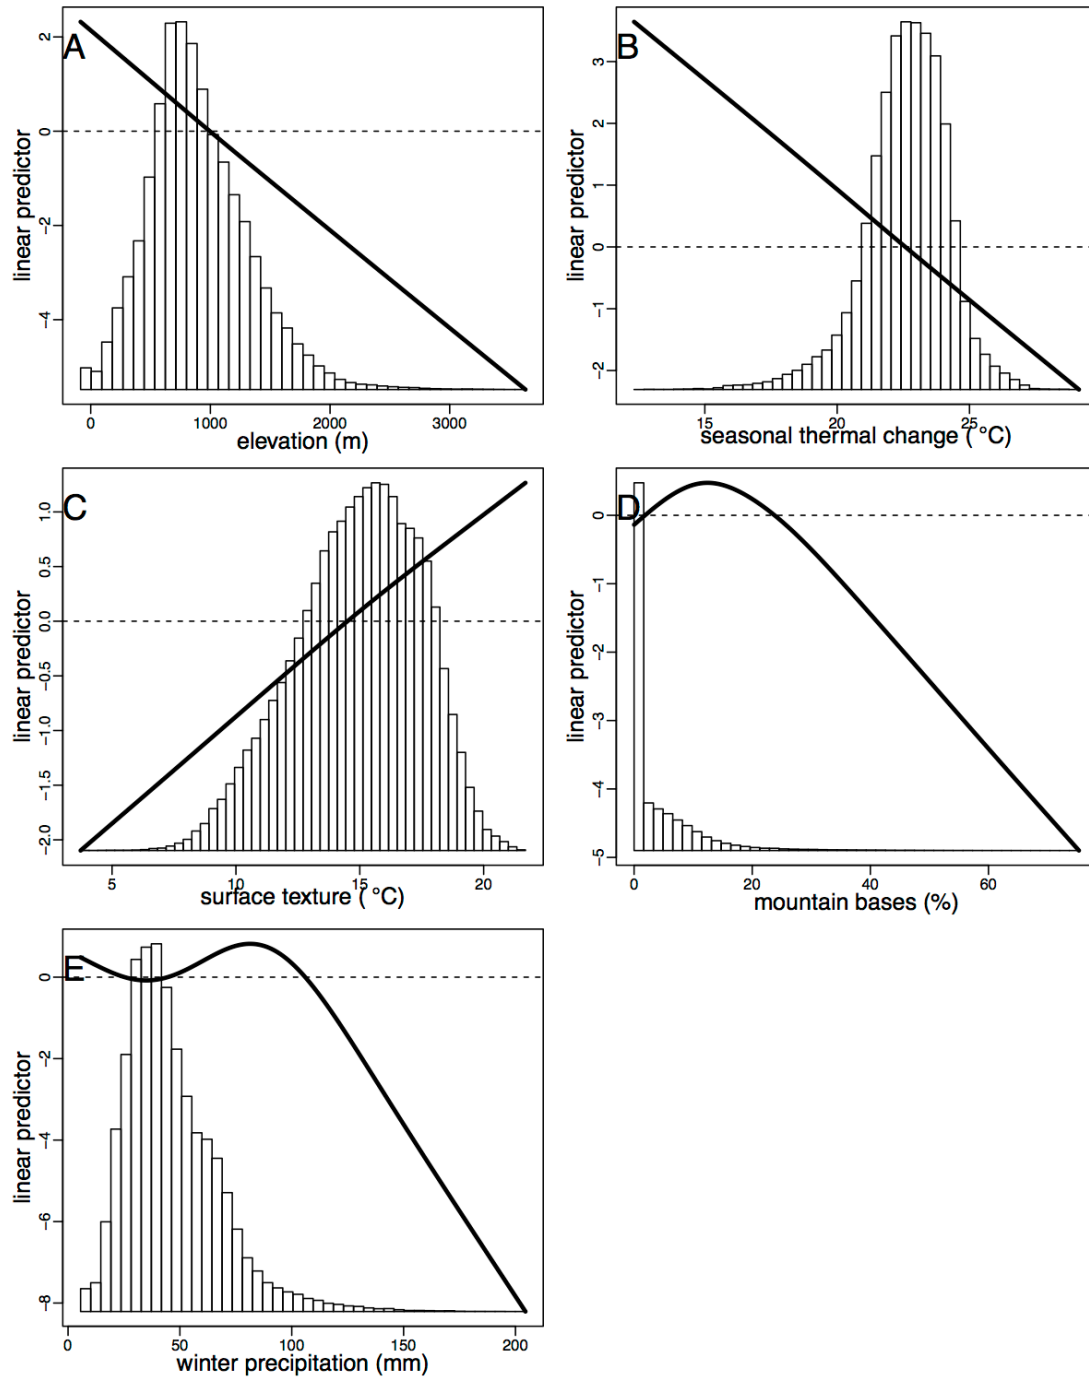 A
linear predictor
2
0
−2
−4
0 1000 2000 3000
elevation (m)
B
linear predictor
3
2
1
0
−1
−2
15 20 25
seasonal thermal change ( °C)
C
linear predictor
1.0
0.5
0.0
−0.5
−1.0
−1.5
−2.0
5 10 15 20
surface texture ( °C)
D
linear predictor
0
−1
−2
−3
−4
−5
0 20 40 60
mountain bases (%)
E
linear predictor
0
−2
−4
−6
−8
0 50 100 150 200
winter precipitation (mm)